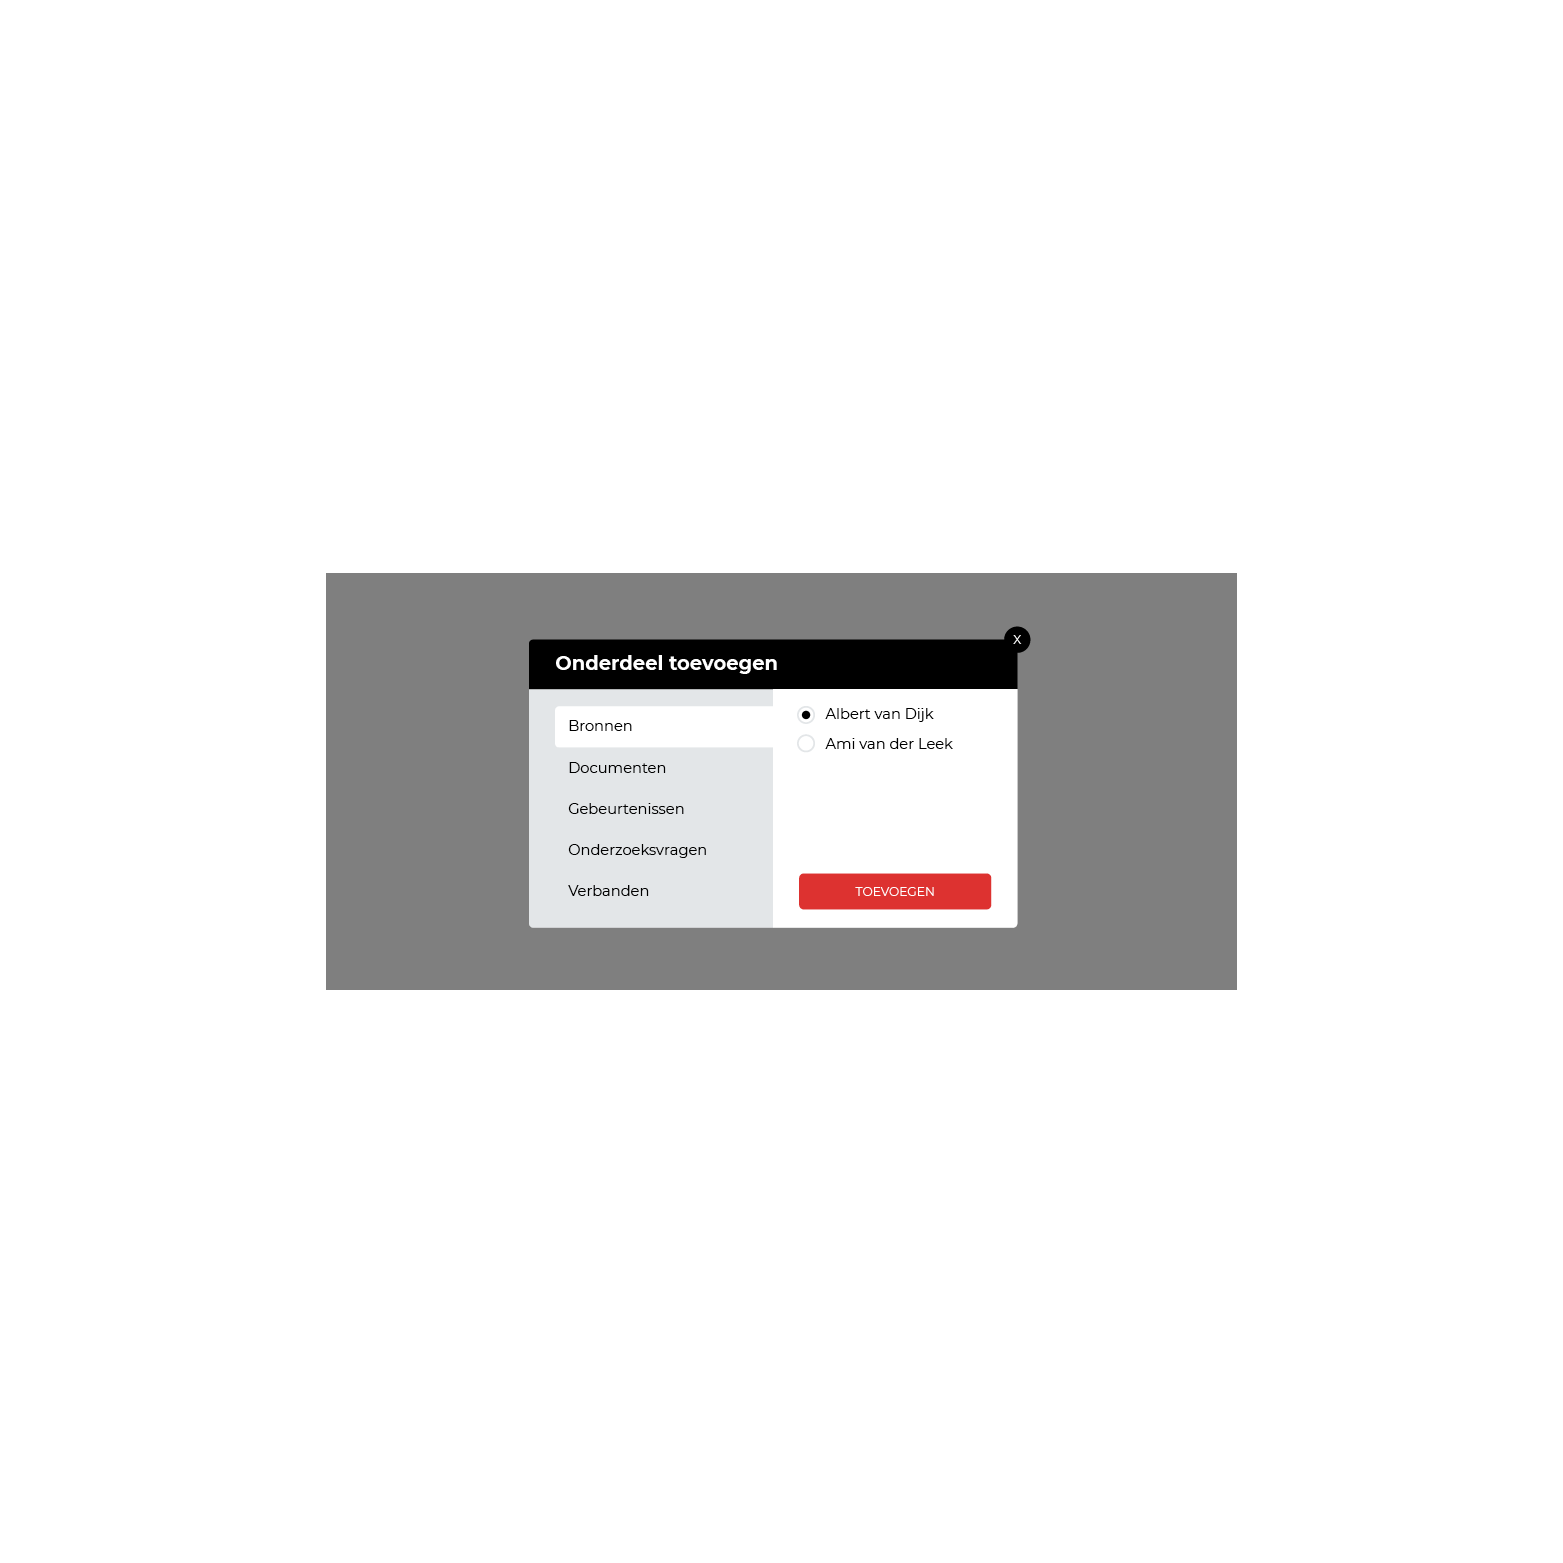 X
Onderdeel toevoegen
Bronnen
Documenten
Gebeurtenissen
Onderzoeksvragen
Verbanden
Albert van Dijk
Ami van der Leek
TOEVOEGEN